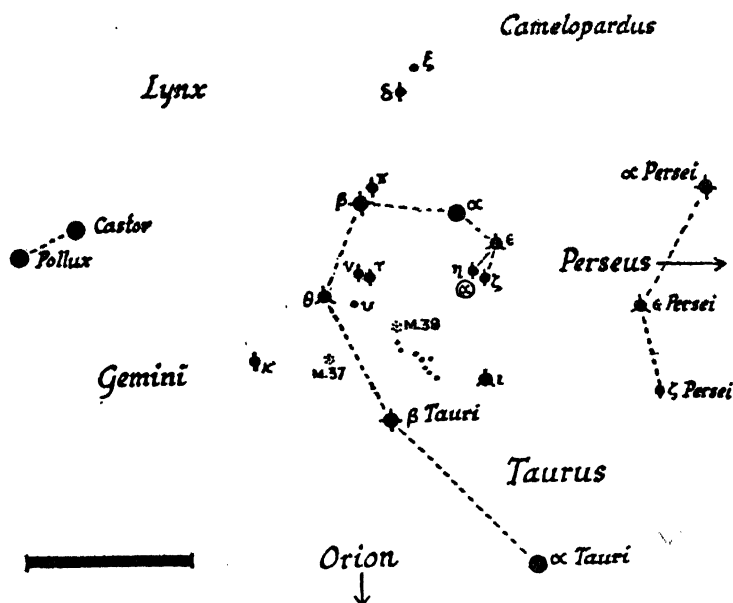 Camelopardus
ξ
δ
Lynx
π
α Persei
β
α
Castor
ε
Pollux
ν
τ
η
ζ
Perseus
α
θ
υ
ε Persei
M.38
κ
M.37
ι
Gemini
ζ Persei
β Tauri
Taurus
Orion
α Tauri